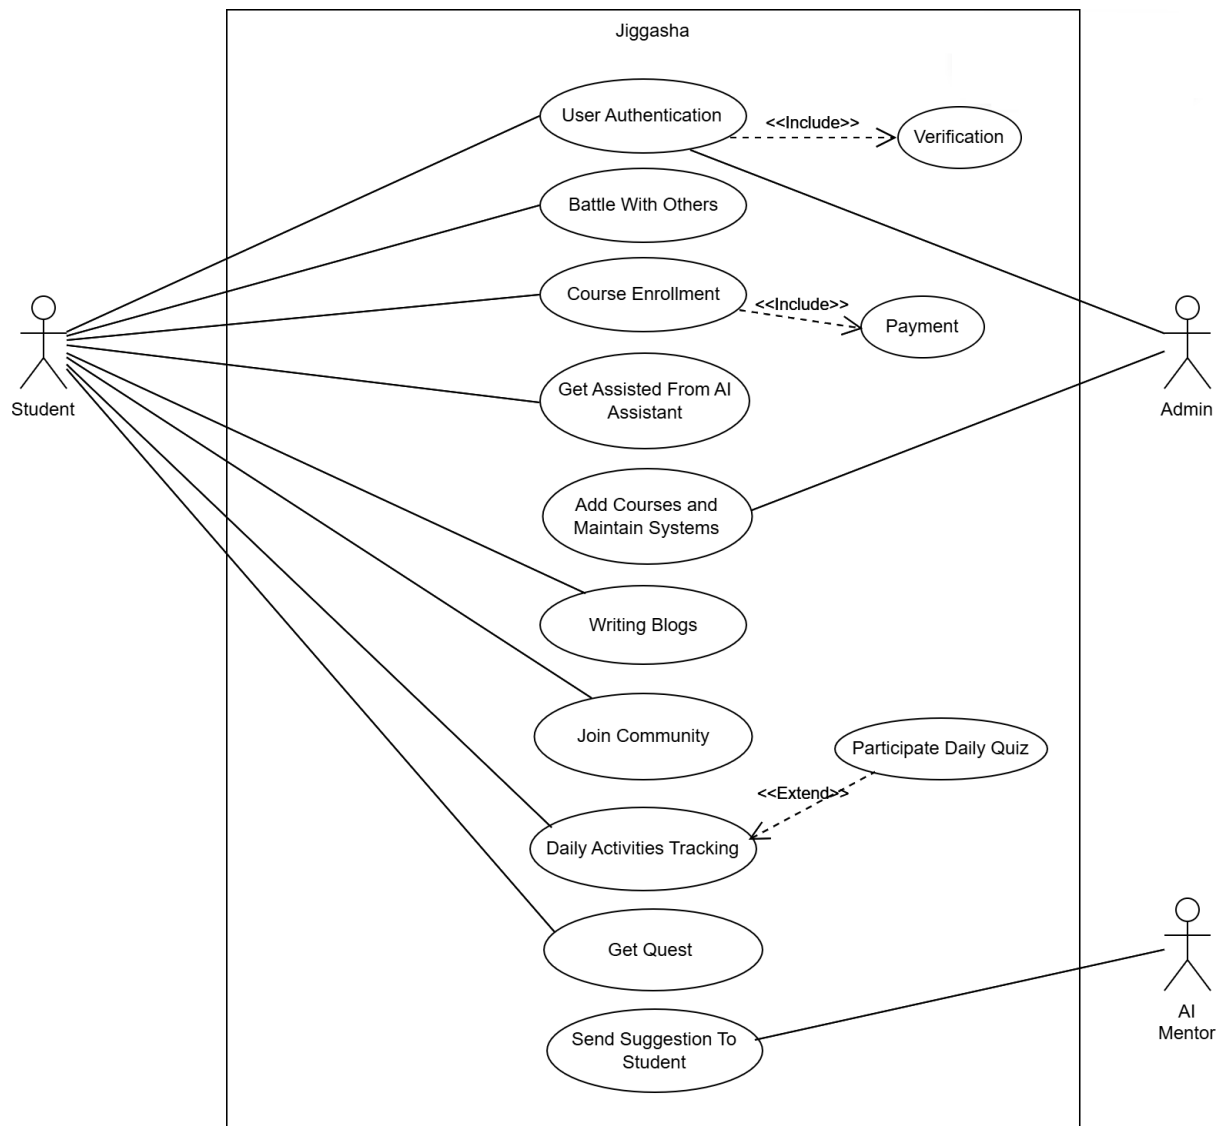 Jiggasha
User Authentication
<<Include>>
Verification
Battle With Others
Course Enrollment
<<Include>>
Payment
Student
Get Assisted From AI
Assistant
Admin
Add Courses and
Maintain Systems
Writing Blogs
Join Community
Participate Daily Quiz
<<Extend>>
Daily Activities Tracking
Get Quest
Send Suggestion To
Student
AI
Mentor